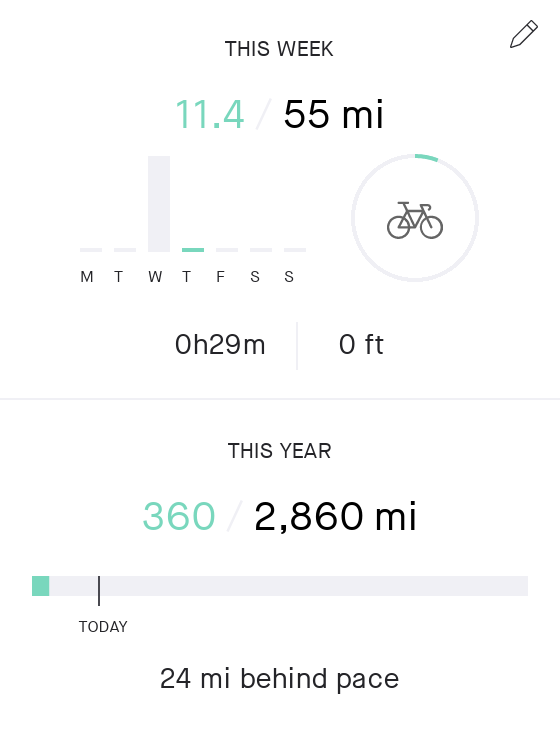 THIS WEEK
11.4 / 55 mi
M T W T F S S
0h29m 0 ft
THIS YEAR
360 / 2,860 mi
TODAY
24 mi behind pace